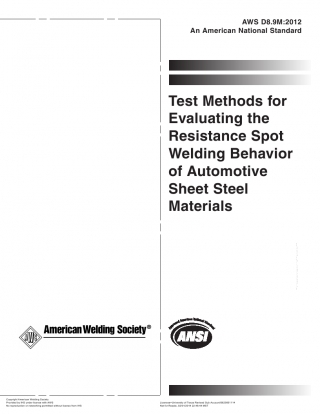 AWS D8.9M:2012
An American National Standard
Test Methods for
Evaluating the
Resistance Spot
Welding Behavior
of Automotive
Sheet Steel
Materials
AWS
American Welding Society®
ANSI